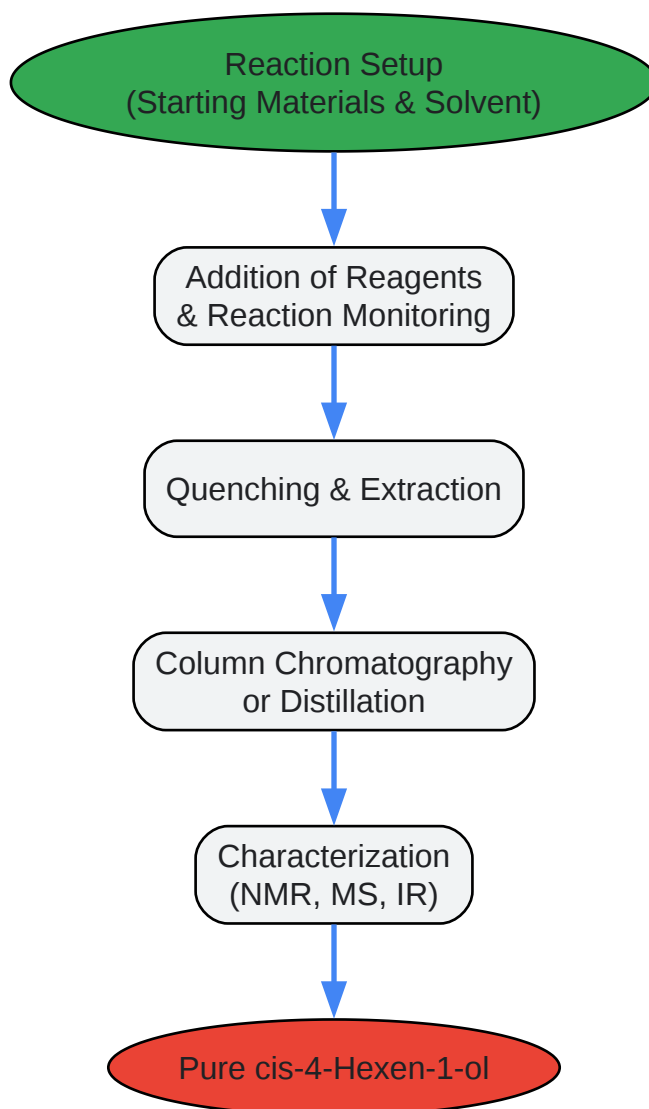 Reaction Setup
(Starting Materials & Solvent)
Addition of Reagents
& Reaction Monitoring
Quenching & Extraction
Column Chromatography
or Distillation
Characterization
(NMR, MS, IR)
Pure cis-4-Hexen-1-ol